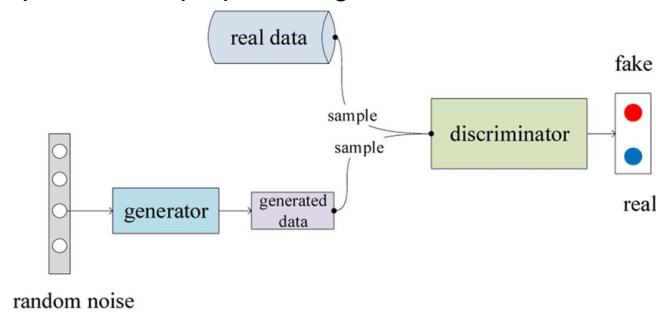 real data
fake
sample
discriminator
sample
generator
generated
data
real
random noise